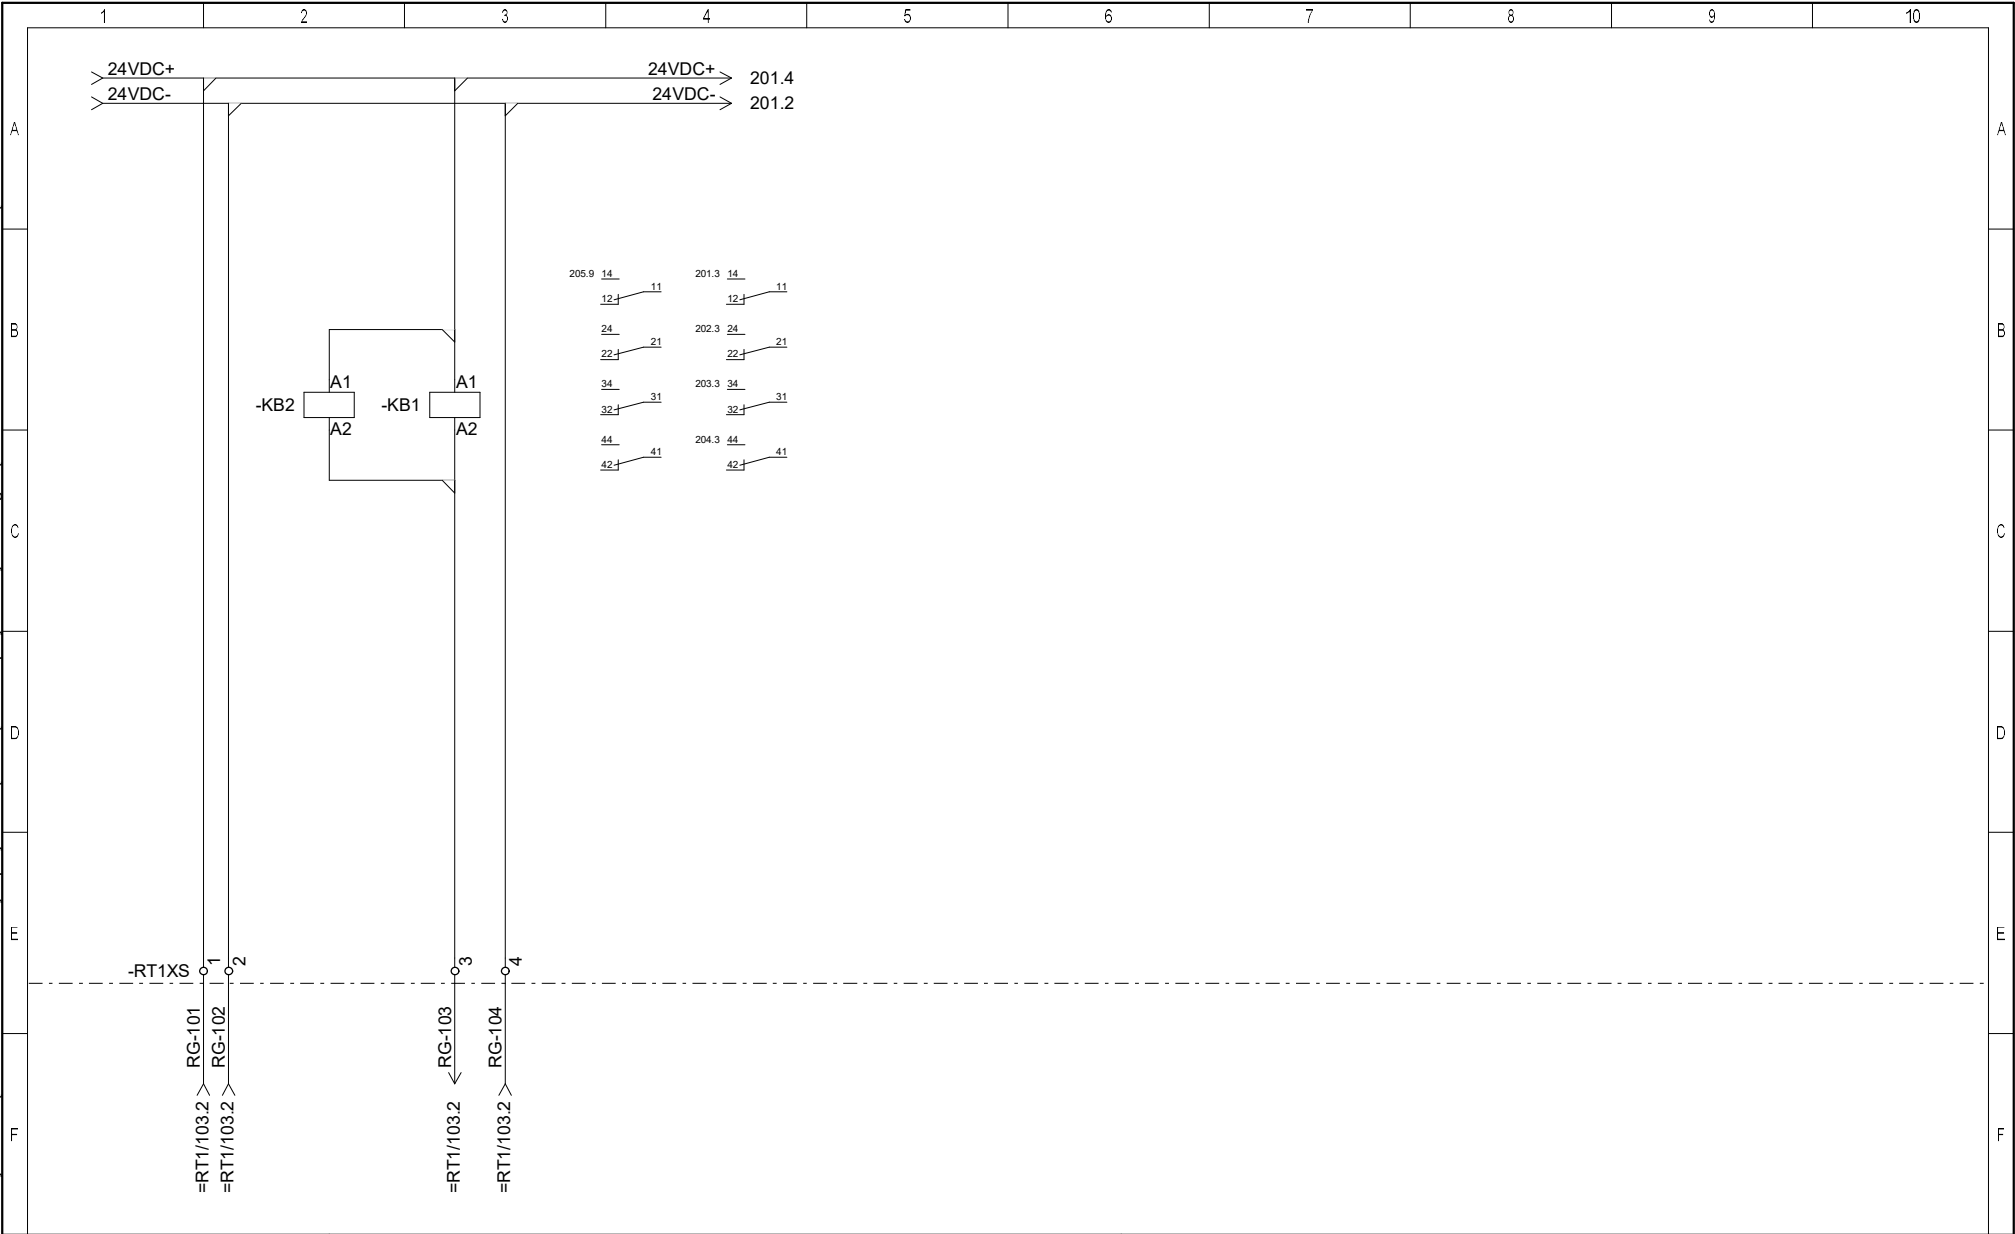 1 2 3 4 5 6 7 8 9 10
24VDC+ 24VDC+ 201.4
24VDC- 24VDC- 201.2
A A
205.9 14 201.3 14
11 11
12 12
B B
24 202.3 24
21 21
22 22
A1 A1
34 203.3 34
31 31
-KB2 -KB1
32 32
A2 A2
44 204.3 44
41 41
42 42
C C
D D
E E
-RT1XS 1 2 3 4
RG-101 RG-102 RG-103 RG-104
=RT1/103.2 =RT1/103.2 =RT1/103.2 =RT1/103.2
F F